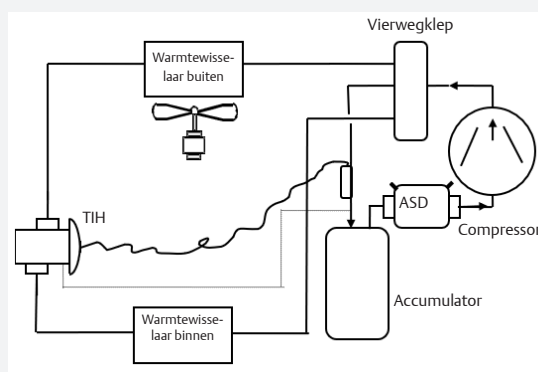 Vierwegklep
Warmtewisse-
laar buiten
TIH
ASD
Compressor
Accumulator
Warmtewisse-
laar binnen